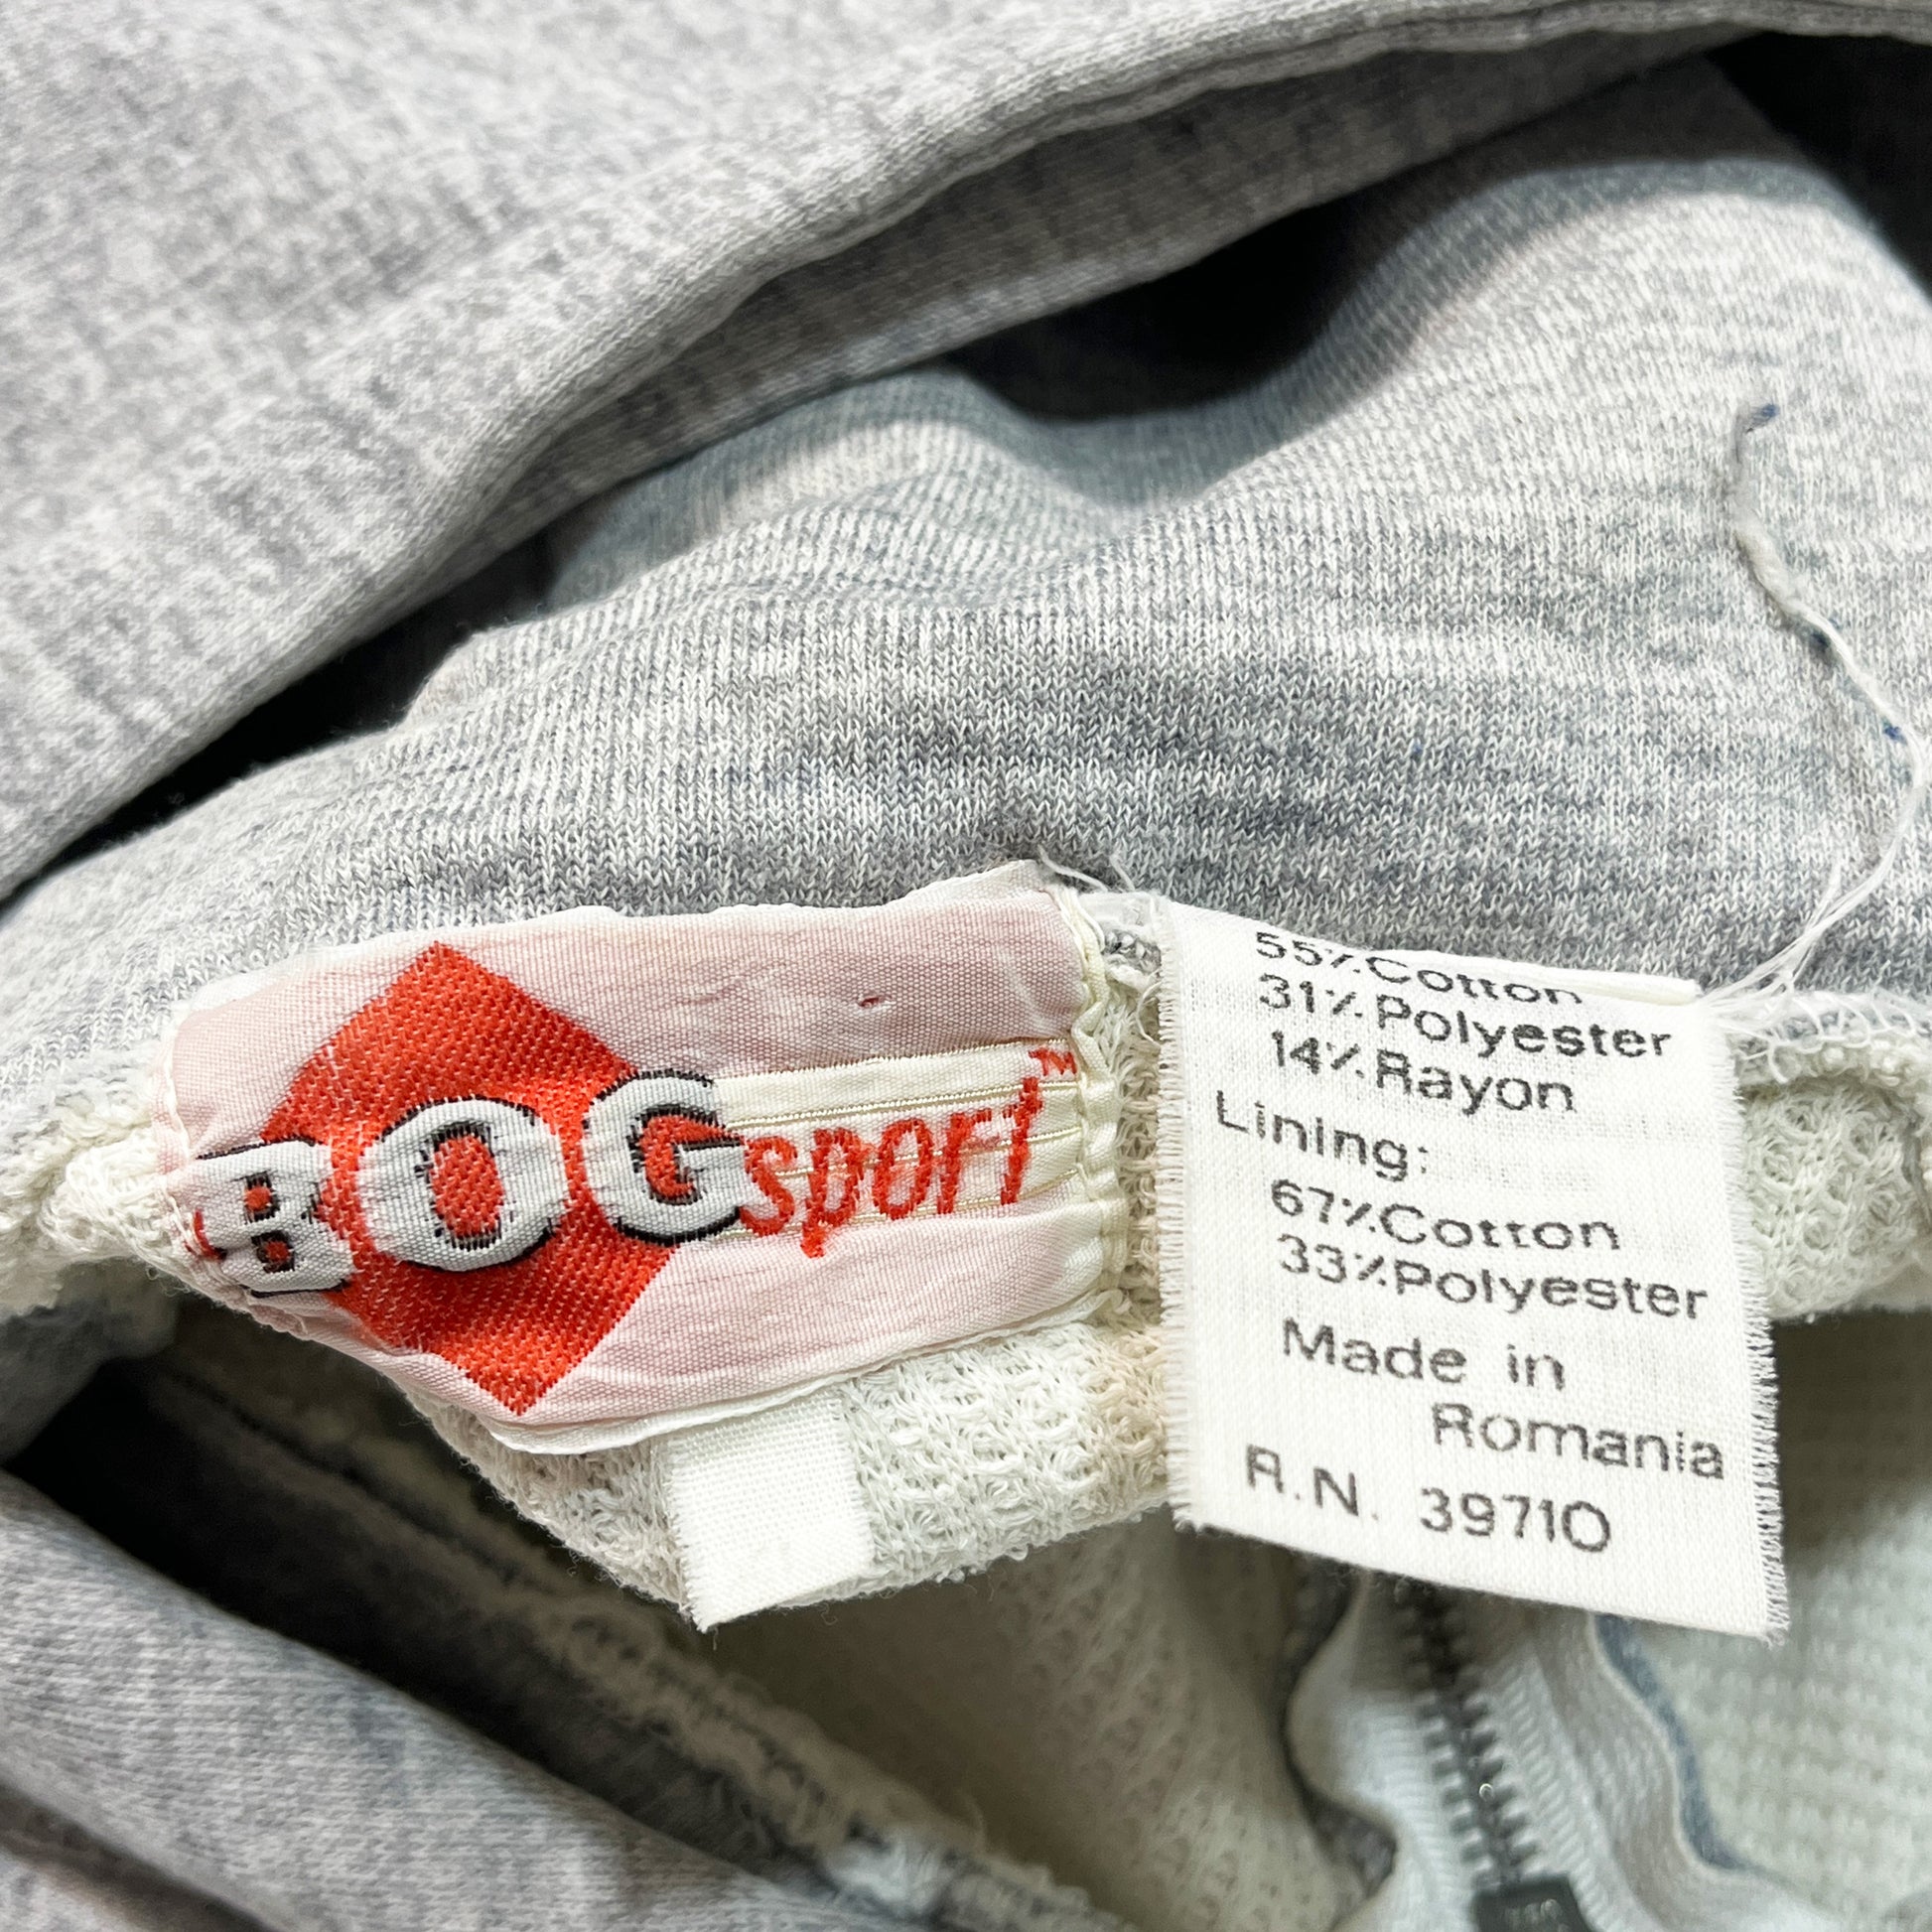 BOGsport™
55% Cotton
31% Polyester
14% Rayon
Lining:
67% Cotton
33% Polyester
Made in
Romania
R.N. 39710